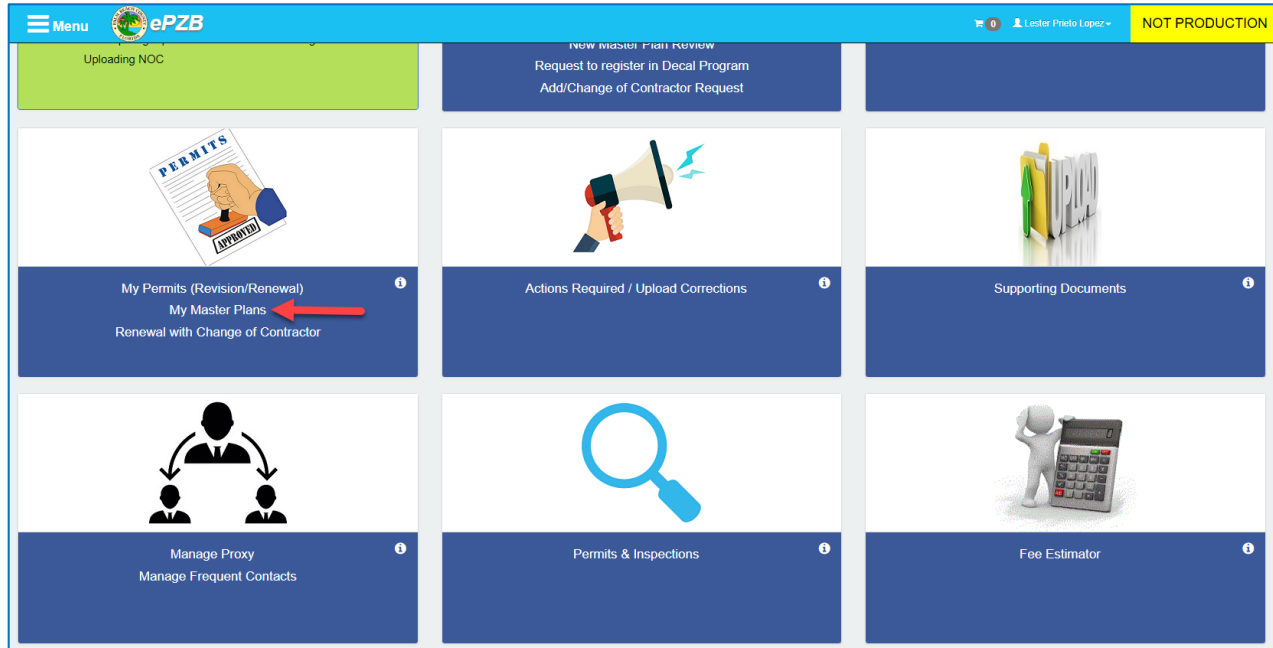 Menu
ePZB
0
Lester Prieto Lopez
NOT PRODUCTION
Uploading NOC
New Master Plan Review
Request to register in Decal Program
Add/Change of Contractor Request
PERMITS
APPROVED
UPLOAD
My Permits (Revision/Renewal)
My Master Plans
Renewal with Change of Contractor
Actions Required / Upload Corrections
Supporting Documents
Manage Proxy
Manage Frequent Contacts
Permits & Inspections
Fee Estimator